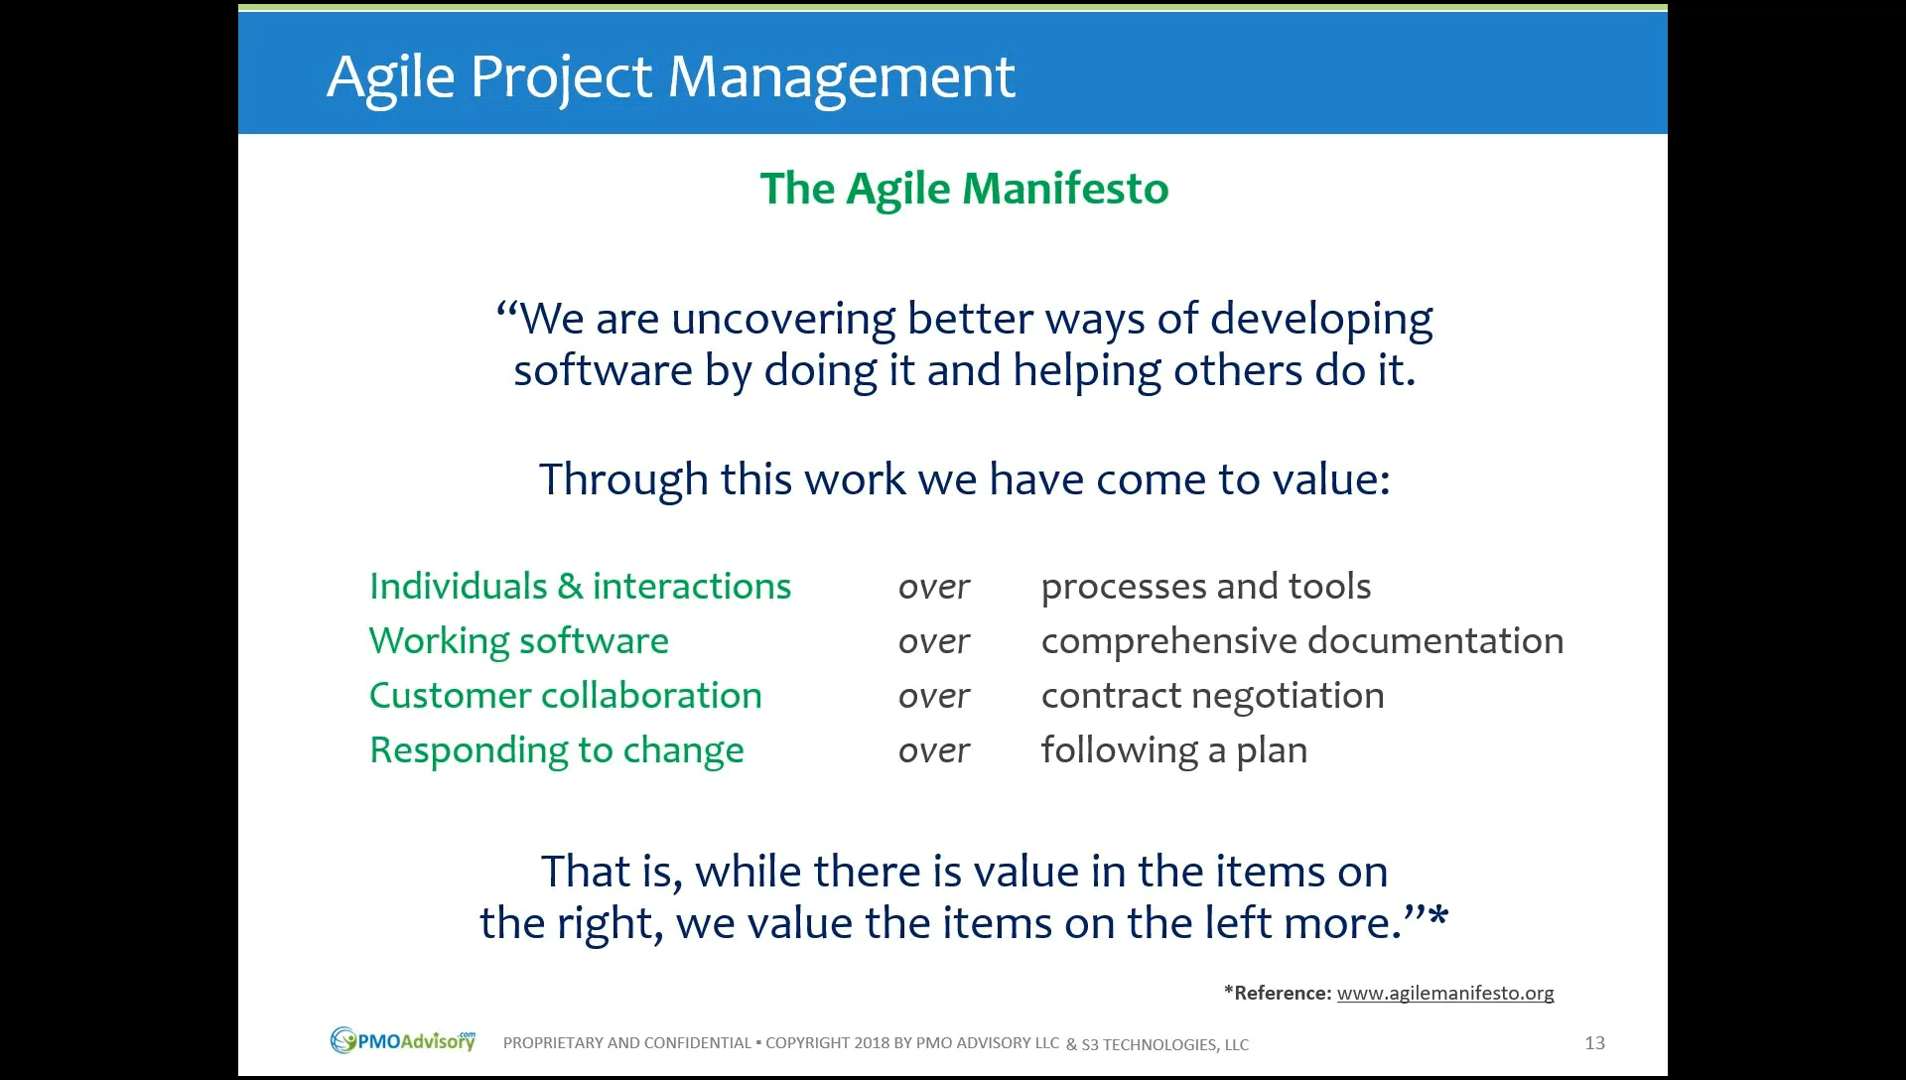 Agile Project Management
The Agile Manifesto
“We are uncovering better ways of developing
software by doing it and helping others do it.
Through this work we have come to value:
Individuals & interactions over processes and tools
Working software over comprehensive documentation
Customer collaboration over contract negotiation
Responding to change over following a plan
That is, while there is value in the items on
the right, we value the items on the left more.”*
*Reference: www.agilemanifesto.org
PMOAdvisory.com PROPRIETARY AND CONFIDENTIAL ▪ COPYRIGHT 2018 BY PMO ADVISORY LLC & S3 TECHNOLOGIES, LLC 13